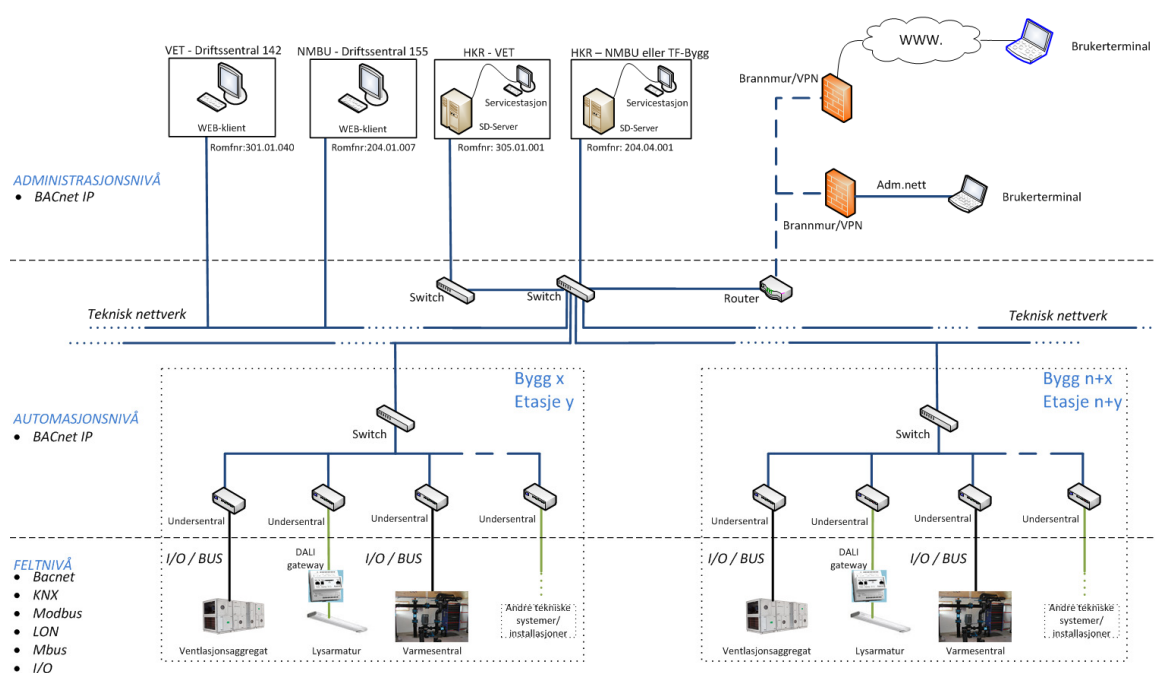 VET - Driftssentral 142
NMBU - Driftssentral 155
HKR - VET
HKR – NMBU eller TF-Bygg
WWW.
Brukerterminal
Brannmur/VPN
Servicestasjon
Servicestasjon
WEB-klient
WEB-klient
SD-Server
SD-Server
Romfnr:301.01.040
Romfnr:204.01.007
Romfnr: 305.01.001
Romfnr: 204.04.001
ADMINISTRASJONSNIVÅ
• BACnet IP
Adm.nett
Brukerterminal
Brannmur/VPN
Switch
Switch
Router
Teknisk nettverk
Teknisk nettverk
Bygg x
Etasje y
Bygg n+x
Etasje n+y
AUTOMASJONSNIVÅ
• BACnet IP
Switch
Switch
Undersentral
Undersentral
Undersentral
Undersentral
Undersentral
Undersentral
Undersentral
Undersentral
FELTNIVÅ
• Bacnet
• KNX
• Modbus
• LON
• Mbus
• I/O
I/O / BUS
DALI
gateway
I/O / BUS
I/O / BUS
DALI
gateway
I/O / BUS
Andre tekniske
systemer/
installasjoner
Andre tekniske
systemer/
installasjoner
Ventlasjonsaggregat
Lysarmatur
Varmesentral
Ventlasjonsaggregat
Lysarmatur
Varmesentral